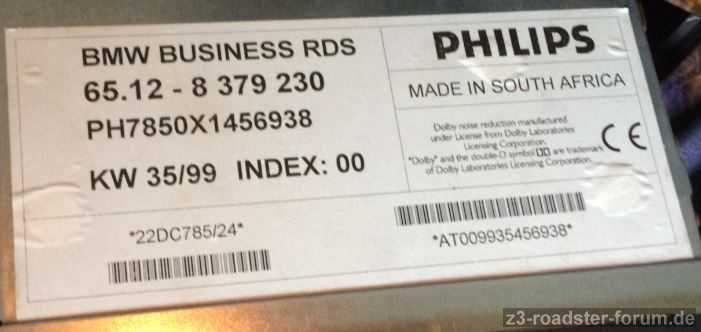 BMW BUSINESS RDS
65.12 - 8 379 230
PH7850X1456938
KW 35/99 INDEX: 00
*22DC785/24*
PHILIPS
MADE IN SOUTH AFRICA
Dolby noise reduction manufactured
under License from Dolby Laboratories
Licensing Corporation.
"Dolby" and the double-D symbol are trademarks
of Dolby Laboratories Licensing Corporation.
CE
*AT009935456938*
z3-roadster-forum.de